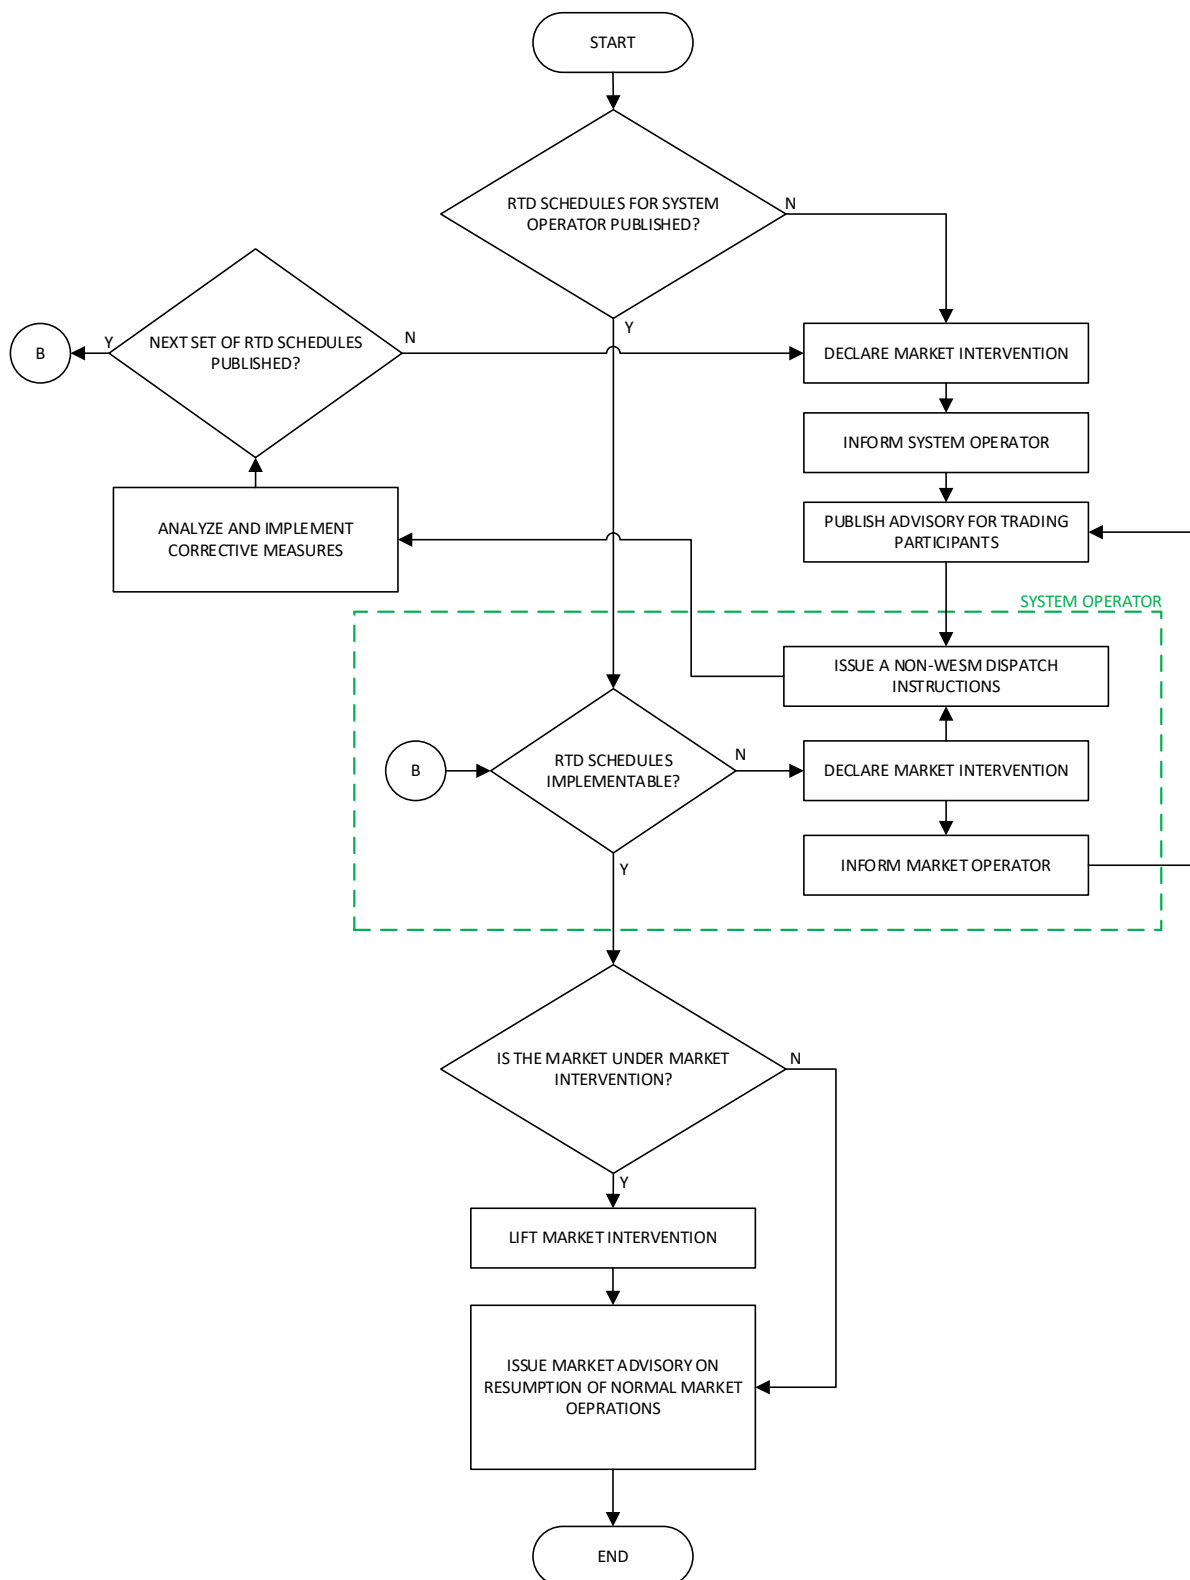 START
RTD SCHEDULES FOR SYSTEM
OPERATOR PUBLISHED?
N
Y
NEXT SET OF RTD SCHEDULES
PUBLISHED?
Y
N
B
DECLARE MARKET INTERVENTION
INFORM SYSTEM OPERATOR
ANALYZE AND IMPLEMENT
CORRECTIVE MEASURES
PUBLISH ADVISORY FOR TRADING
PARTICIPANTS
SYSTEM OPERATOR
ISSUE A NON-WESM DISPATCH
INSTRUCTIONS
B
RTD SCHEDULES
IMPLEMENTABLE?
N
Y
DECLARE MARKET INTERVENTION
INFORM MARKET OPERATOR
IS THE MARKET UNDER MARKET
INTERVENTION?
N
Y
LIFT MARKET INTERVENTION
ISSUE MARKET ADVISORY ON
RESUMPTION OF NORMAL MARKET
OEPRATIONS
END